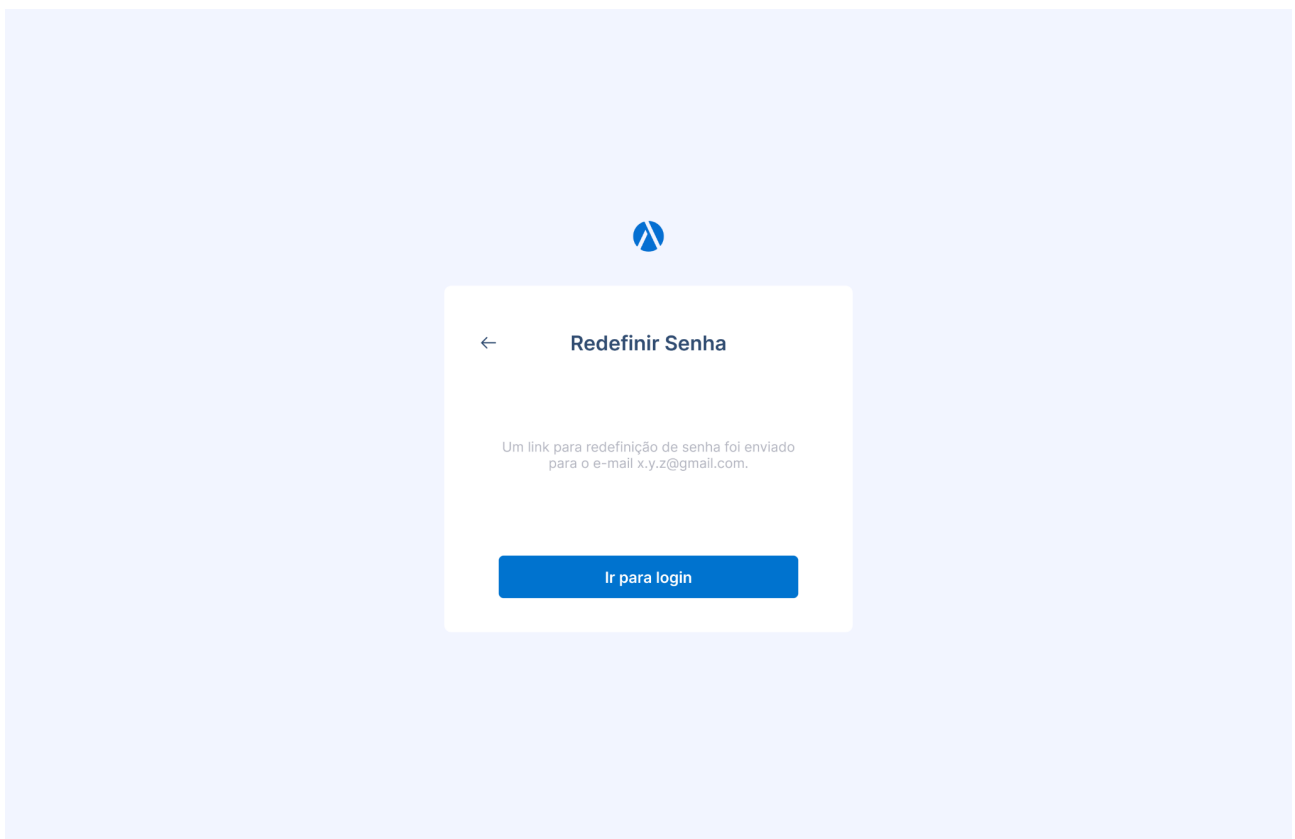 Redefinir Senha
Um link para redefinição de senha foi enviado
para o e-mail x.y.z@gmail.com.
Ir para login